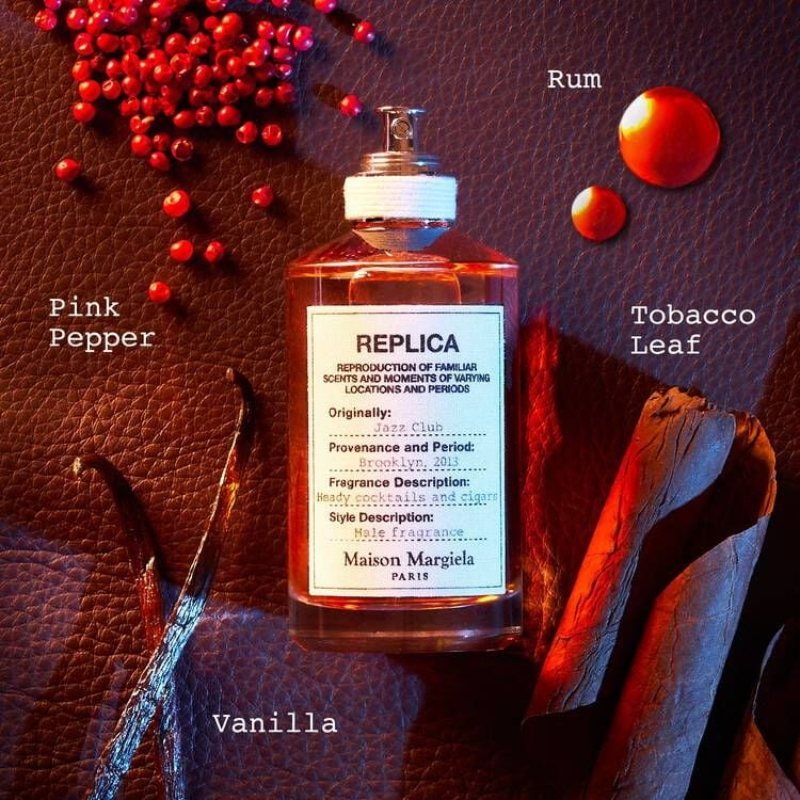 Rum
Pink
Pepper
Tobacco
Leaf
REPLICA
REPRODUCTION OF FAMILIAR
SCENTS AND MOMENTS OF VARYING
LOCATIONS AND PERIODS
Originally:
Jazz Club
Provenance and Period:
Brooklyn, 2013
Fragrance Description:
Heady cocktails and cigars
Style Description:
Male fragrance
Maison Margiela
PARIS
Vanilla